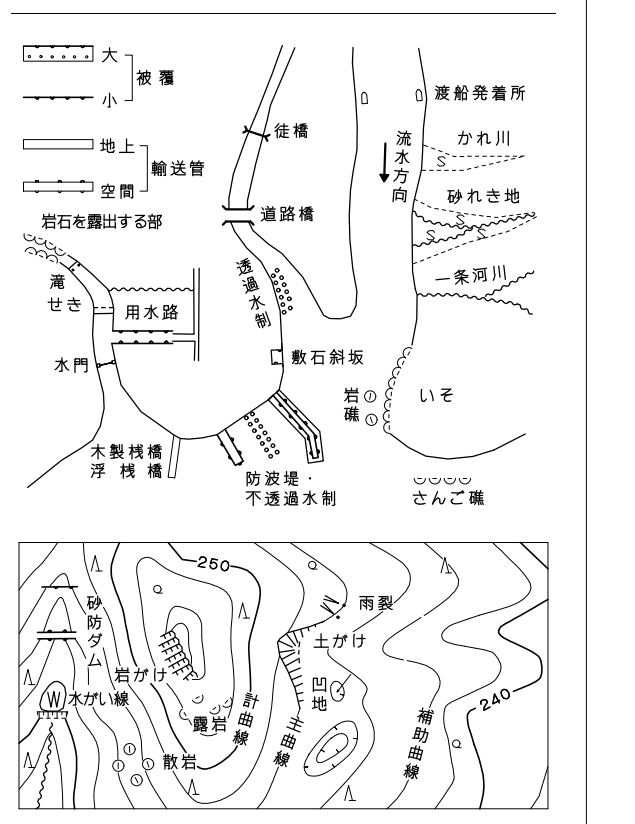 大
小
被覆
地上
空間
輸送管
岩石を露出する部
滝
せき
用水路
水門
木製桟橋
浮桟橋
徒橋
道路橋
透過水制
敷石斜坂
防波堤・
不透過水制
渡船発着所
流水方向
かれ川
砂れき地
一条河川
岩礁
いそ
さんご礁
250
雨裂
砂防ダム
土がけ
岩がけ
W
水がい線
凹地
露岩
計曲線
主曲線
補助曲線
240
散岩